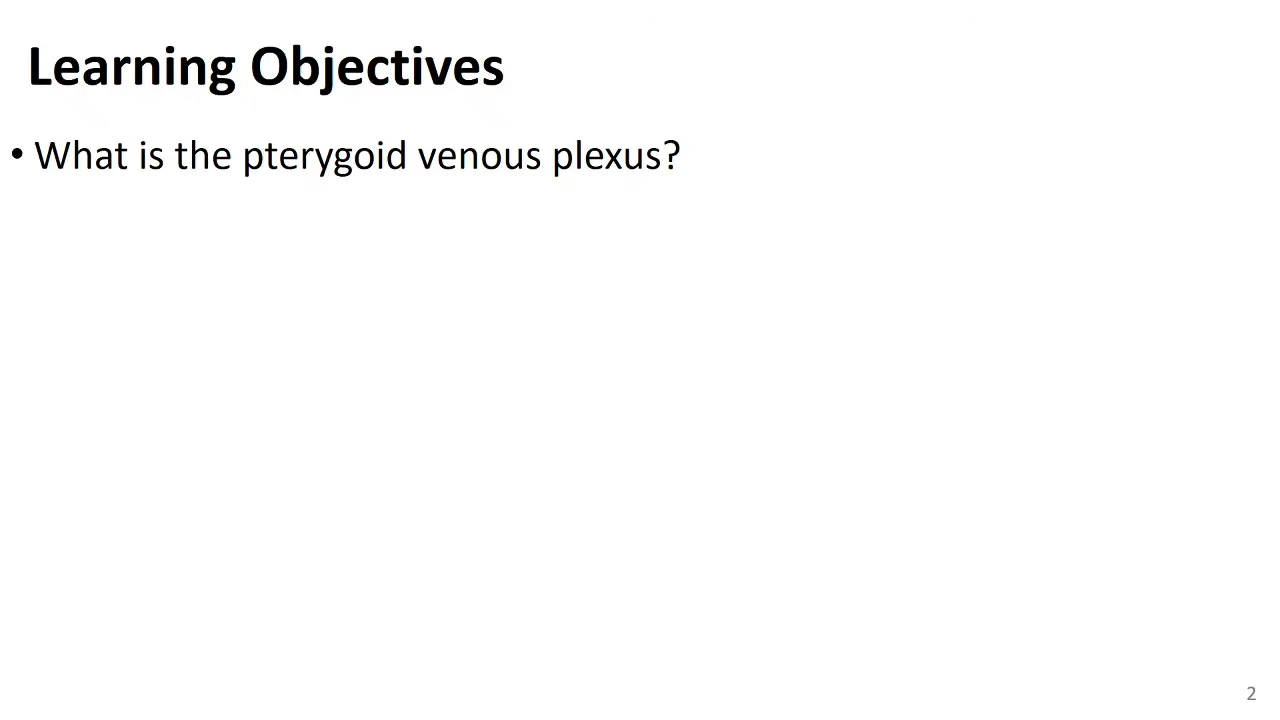 Learning Objectives
• What is the pterygoid venous plexus?
2